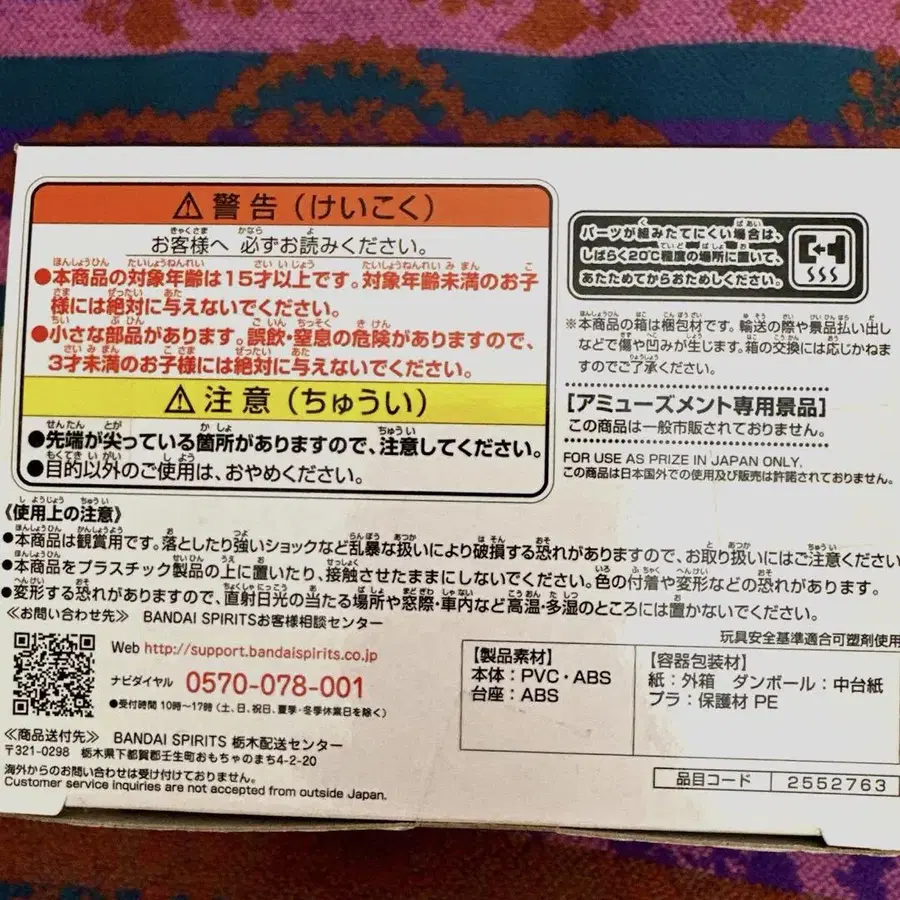 ⚠警告（けいこく）
お客様へ 必ずお読みください。
●本商品の対象年齢は15才以上です。対象年齢未満のお子
様には絶対に与えないでください。
●小さな部品があります。誤飲・窒息の危険がありますので、
3才未満のお子様には絶対に与えないでください。
⚠注意（ちゅうい）
●先端が尖っている箇所がありますので、注意してください。
●目的以外のご使用は、おやめください。
パーツが組みたてにくい場合は、
しばらく20℃程度の場所に置いて、
あたためてからおためしください。
※本商品の箱は梱包材です。輸送の際や景品払い出し
などで傷や凹みが生じます。箱の交換には応じかねま
すのでご了承ください。
［アミューズメント専用景品］
この商品は一般市販されておりません。
FOR USE AS PRIZE IN JAPAN ONLY.
この商品は日本国外での使用及び販売は許諾されておりません。
《使用上の注意》
●本商品は観賞用です。落としたり強いショックなど乱暴な扱いにより破損する恐れがありますので、お取り扱いにはご注意ください
●本商品をプラスチック製品の上に置いたり、接触させたままにしないでください。色の付着や変形などの恐れがあります。
●変形する恐れがありますので、直射日光の当たる場所や窓際・車内など高温・多湿のところには置かないでください。
≪お問い合わせ先≫ BANDAI SPIRITSお客様相談センター
Web http://support.bandaispirits.co.jp
ナビダイヤル 0570-078-001
●受付時間 10時〜17時（土、日、祝日、夏季・冬季休業日を除く）
≪商品送付先≫ BANDAI SPIRITS 栃木配送センター
〒321-0298 栃木県下都賀郡壬生町おもちゃのまち4-2-20
海外からのお問い合わせは受け付けておりません。
Customer service inquiries are not accepted from outside Japan.
玩具安全基準適合可塑剤使用
【製品素材】
本体：PVC・ABS
台座：ABS
【容器包装材】
紙：外箱 ダンボール：中台紙
プラ：保護材 PE
品目コード 2552763